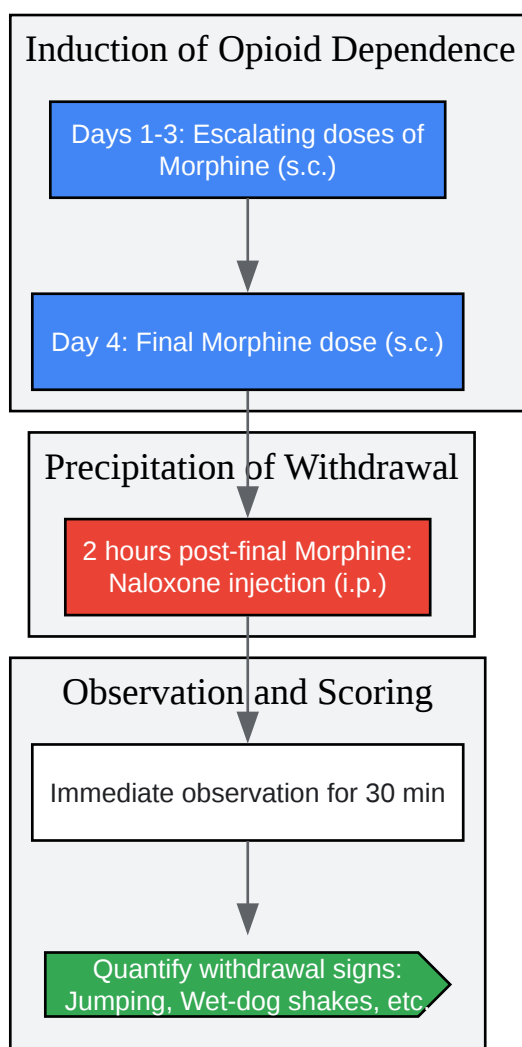 Induction of Opioid Dependence
Days 1-3: Escalating doses of
Morphine (s.c.)
Day 4: Final Morphine dose (s.c.)
Precipitation of Withdrawal
2 hours post-final Morphine:
Naloxone injection (i.p.)
Observation and Scoring
Immediate observation for 30 min
Quantify withdrawal signs:
Jumping, Wet-dog shakes, etc.